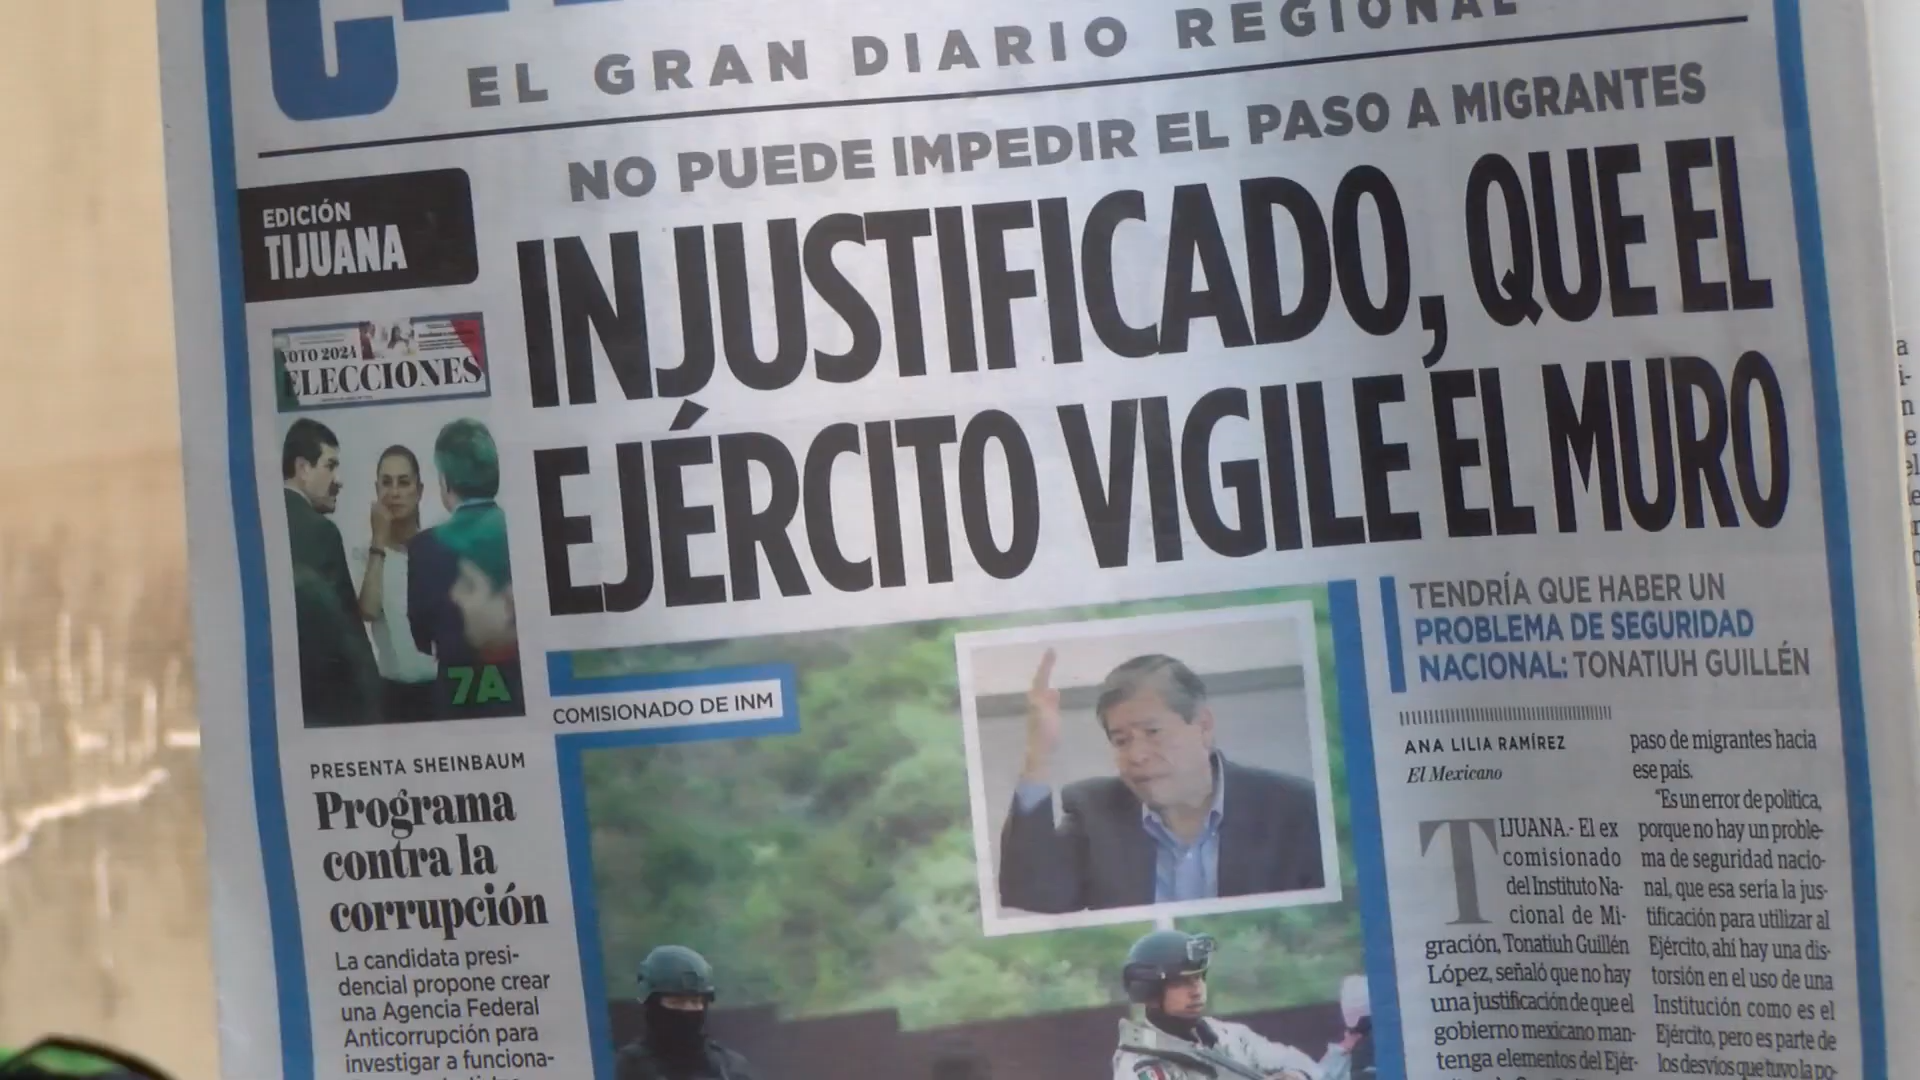 EL GRAN DIARIO REGIONAL
NO PUEDE IMPEDIR EL PASO A MIGRANTES
INJUSTIFICADO, QUE EL
EJÉRCITO VIGILE EL MURO
EDICIÓN
TIJUANA
VOTO 2024
ELECCIONES
7A
PRESENTA SHEINBAUM
Programa
contra la
corrupción
La candidata presi-
dencial propone crear
una Agencia Federal
Anticorrupción para
investigar a funciona-
COMISIONADO DE INM
TENDRÍA QUE HABER UN
PROBLEMA DE SEGURIDAD
NACIONAL: TONATIUH GUILLÉN
ANA LILIA RAMÍREZ
El Mexicano
TIJUANA.- El ex
comisionado
del Instituto Na-
cional de Mi-
gración, Tonatiuh Guillén
López, señaló que no hay
una justificación de que el
gobierno mexicano man-
tenga elementos del Ejér-
paso de migrantes hacia
ese país.
"Es un error de política,
porque no hay un proble-
ma de seguridad nacio-
nal, que esa sería la jus-
tificación para utilizar al
Ejército, ahí hay una dis-
torsión en el uso de una
Institución como es el
Ejército, pero es parte de
los desvíos que tuvo la po-